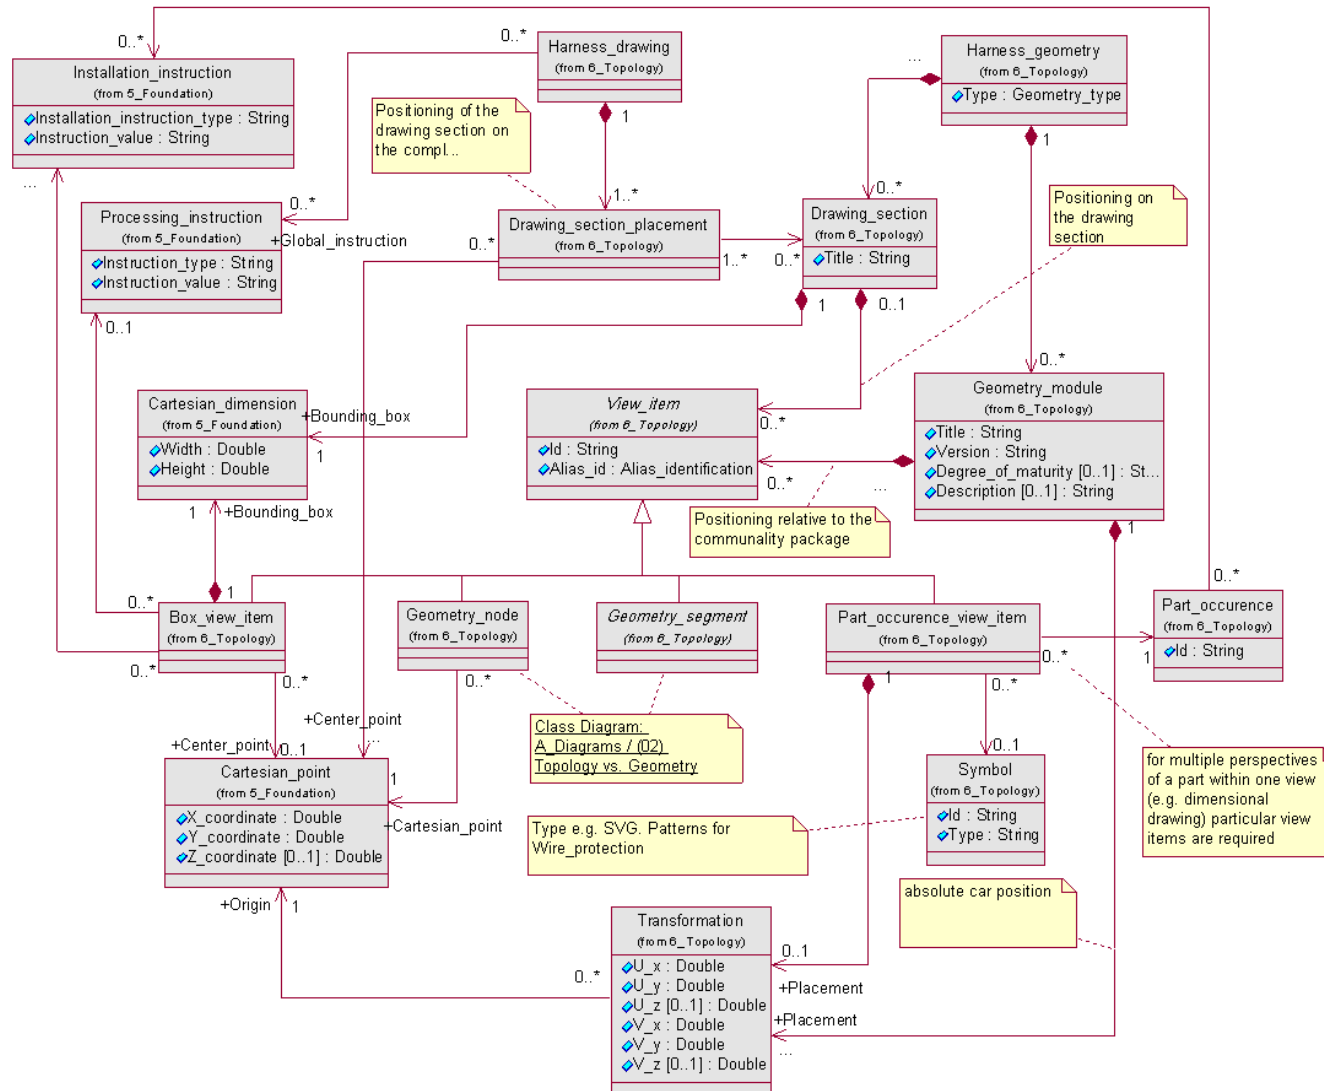 0..*
0..*
Installation_instruction
(from 5_Foundation)
Installation_instruction_type : String
Instruction_value : String
...
Harness_drawing
(from 6_Topology)
1
Harness_geometry
(from 6_Topology)
Type : Geometry_type
...
1
Positioning of the
drawing section on
the compl...
Processing_instruction
(from 5_Foundation)
Instruction_type : String
Instruction_value : String
0..*
+Global_instruction
0..1
1..*
Drawing_section_placement
(from 6_Topology)
0..*
1..*
0..*
Drawing_section
(from 6_Topology)
Title : String
0..*
1
0..1
Positioning on
the drawing
section
Cartesian_dimension
(from 5_Foundation)
Width : Double
Height : Double
+Bounding_box
1
1
+Bounding_box
View_item
(from 6_Topology)
Id : String
Alias_id : Alias_identification
0..*
0..*
...
0..*
Geometry_module
(from 6_Topology)
Title : String
Version : String
Degree_of_maturity [0..1] : St...
Description [0..1] : String
1
Positioning relative to the
communality package
1
0..*
Box_view_item
(from 6_Topology)
0..*
0..*
Geometry_node
(from 6_Topology)
0..*
Geometry_segment
(from 6_Topology)
Part_occurence_view_item
(from 6_Topology)
1
0..*
0..*
0..*
Part_occurence
(from 6_Topology)
Id : String
1
+Center_point
0..1
+Center_point
...
Class Diagram:
A_Diagrams / (02)
Topology vs. Geometry
Cartesian_point
(from 5_Foundation)
X_coordinate : Double
Y_coordinate : Double
Z_coordinate [0..1] : Double
1
+Cartesian_point
0..1
Symbol
(from 6_Topology)
Id : String
Type : String
for multiple perspectives
of a part within one view
(e.g. dimensional
drawing) particular view
items are required
Type e.g. SVG. Patterns for
Wire_protection
absolute car position
+Origin
1
0..*
Transformation
(from 6_Topology)
U_x : Double
U_y : Double
U_z [0..1] : Double
V_x : Double
V_y : Double
V_z [0..1] : Double
0..1
+Placement
+Placement
...